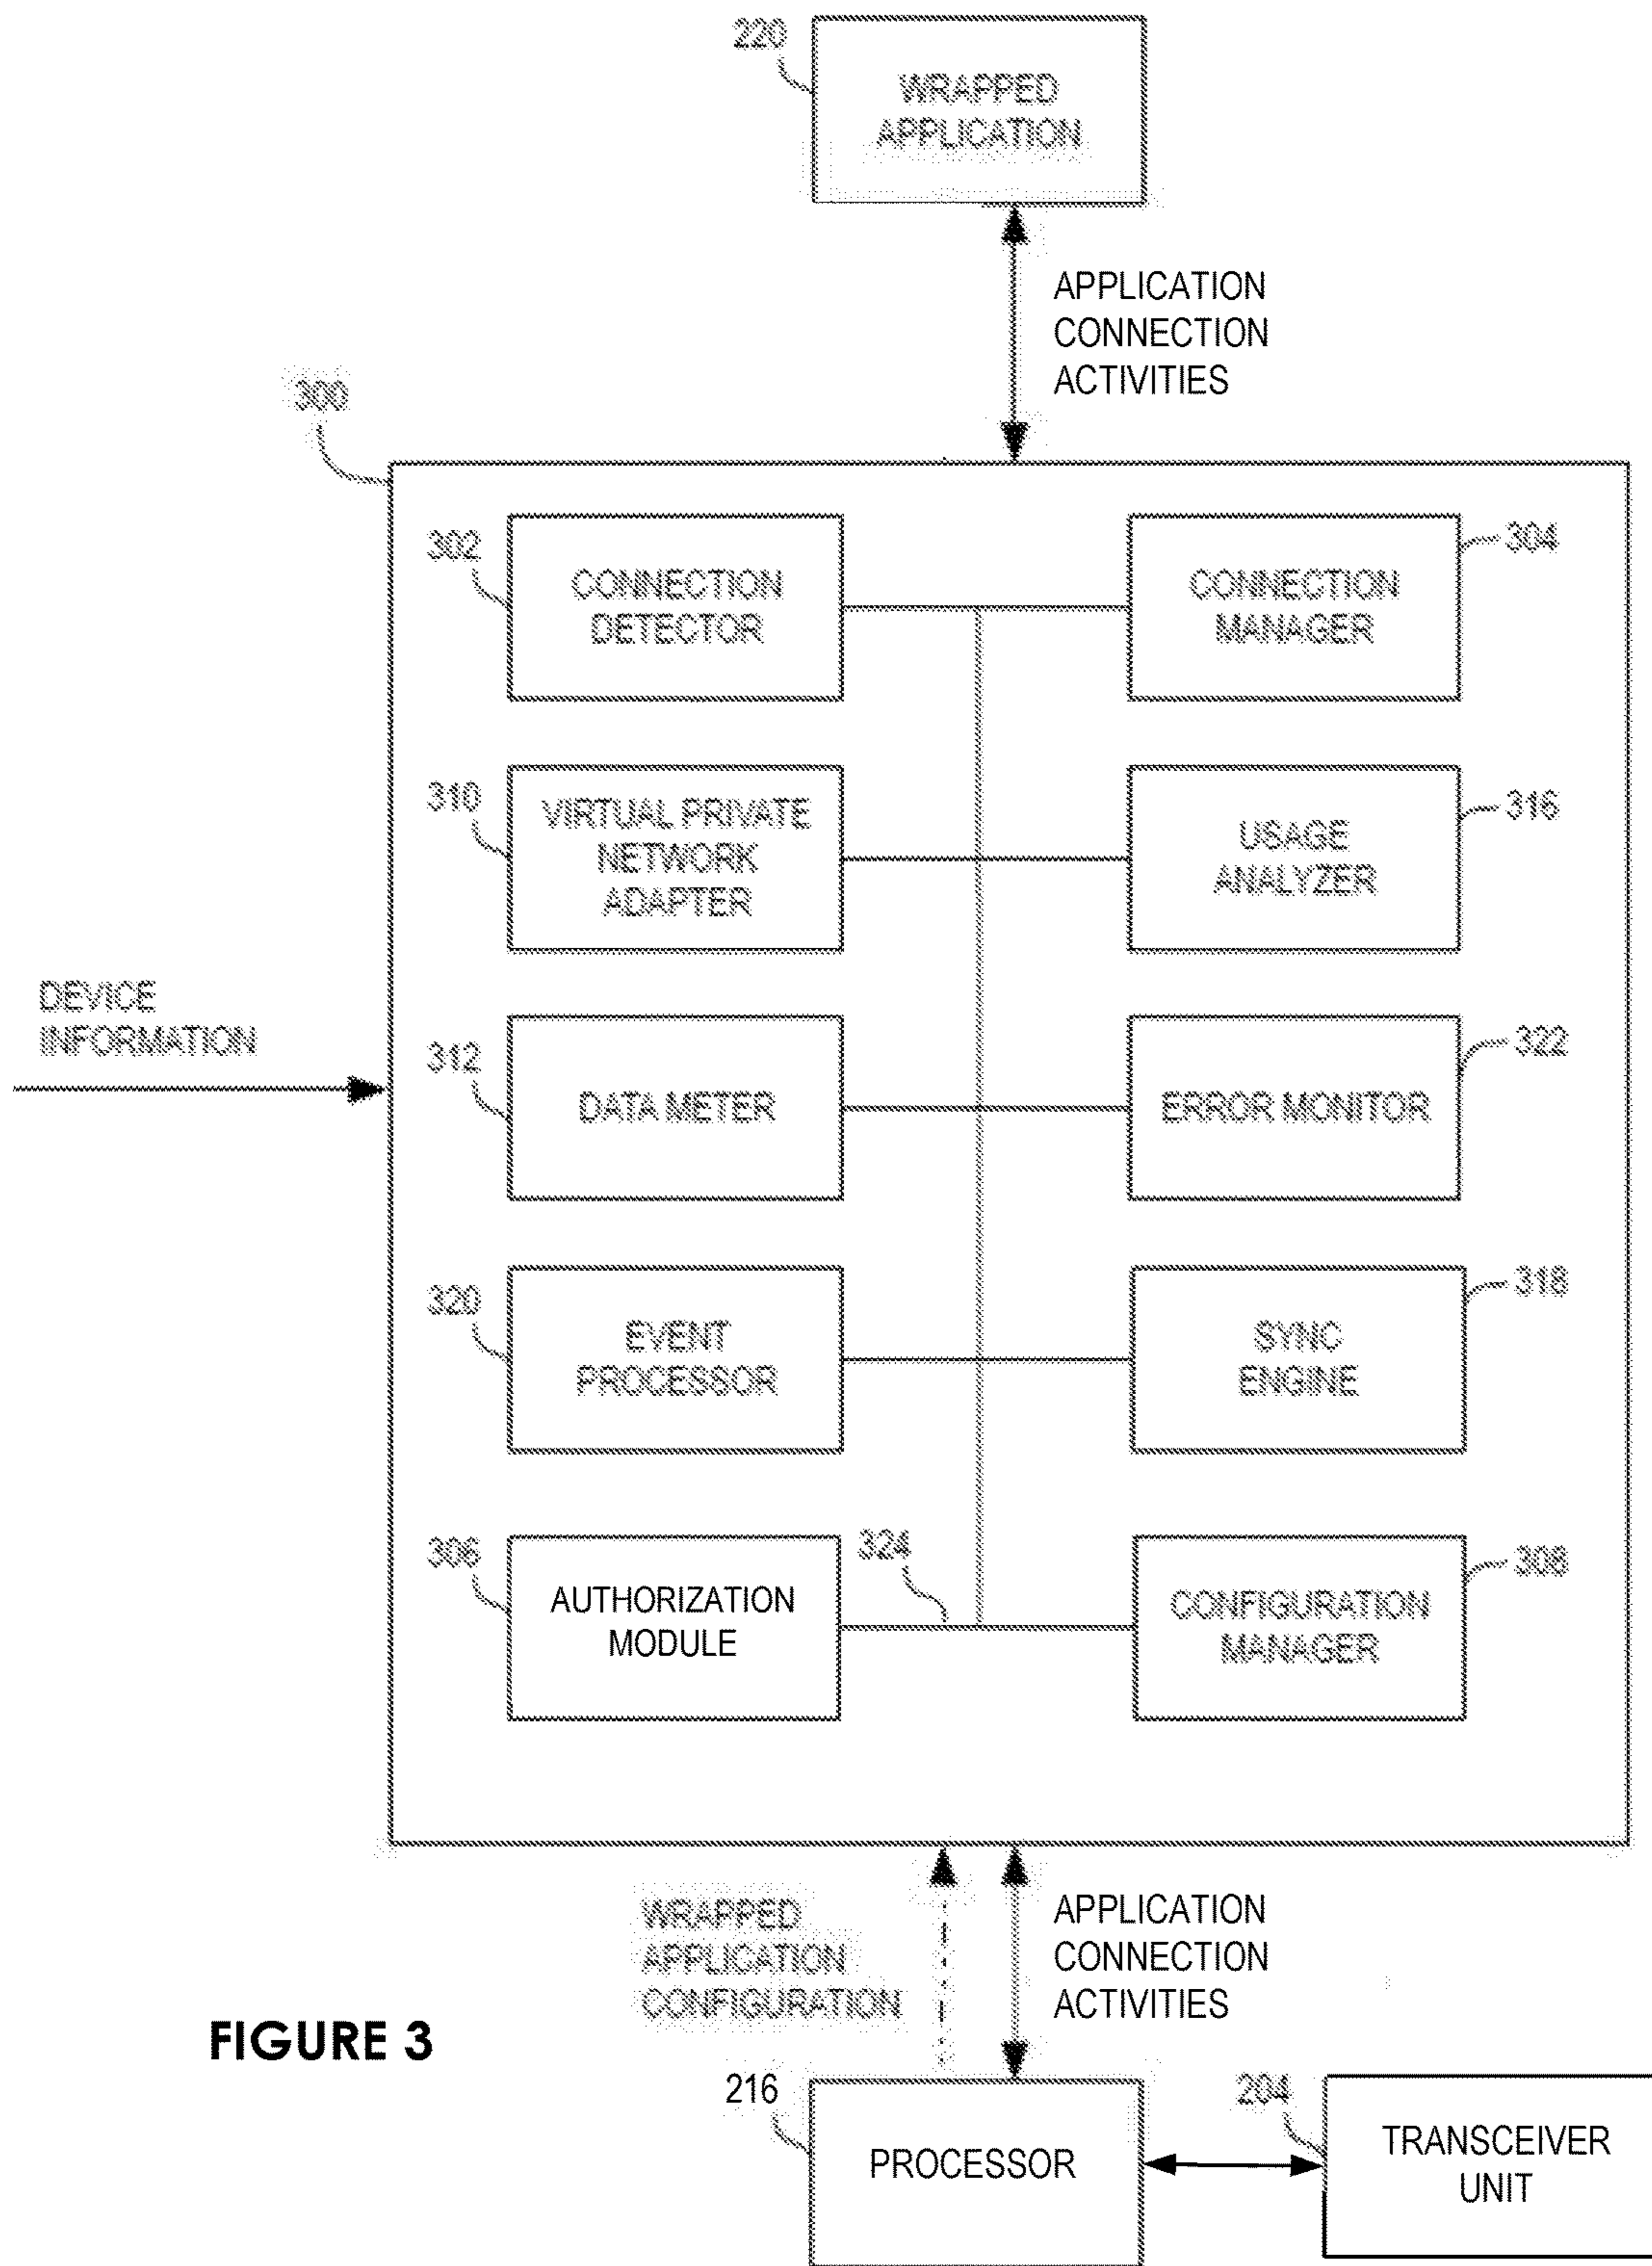 220
WRAPPED
APPLICATION
APPLICATION
CONNECTION
ACTIVITIES
300
302
CONNECTION
DETECTOR
304
CONNECTION
MANAGER
310
VIRTUAL PRIVATE
NETWORK
ADAPTER
316
USAGE
ANALYZER
DEVICE
INFORMATION
312
DATA METER
322
ERROR MONITOR
320
EVENT
PROCESSOR
318
SYNC
ENGINE
306
AUTHORIZATION
MODULE
324
308
CONFIGURATION
MANAGER
WRAPPED
APPLICATION
CONFIGURATION
APPLICATION
CONNECTION
ACTIVITIES
FIGURE 3
216
PROCESSOR
204
TRANSCEIVER
UNIT